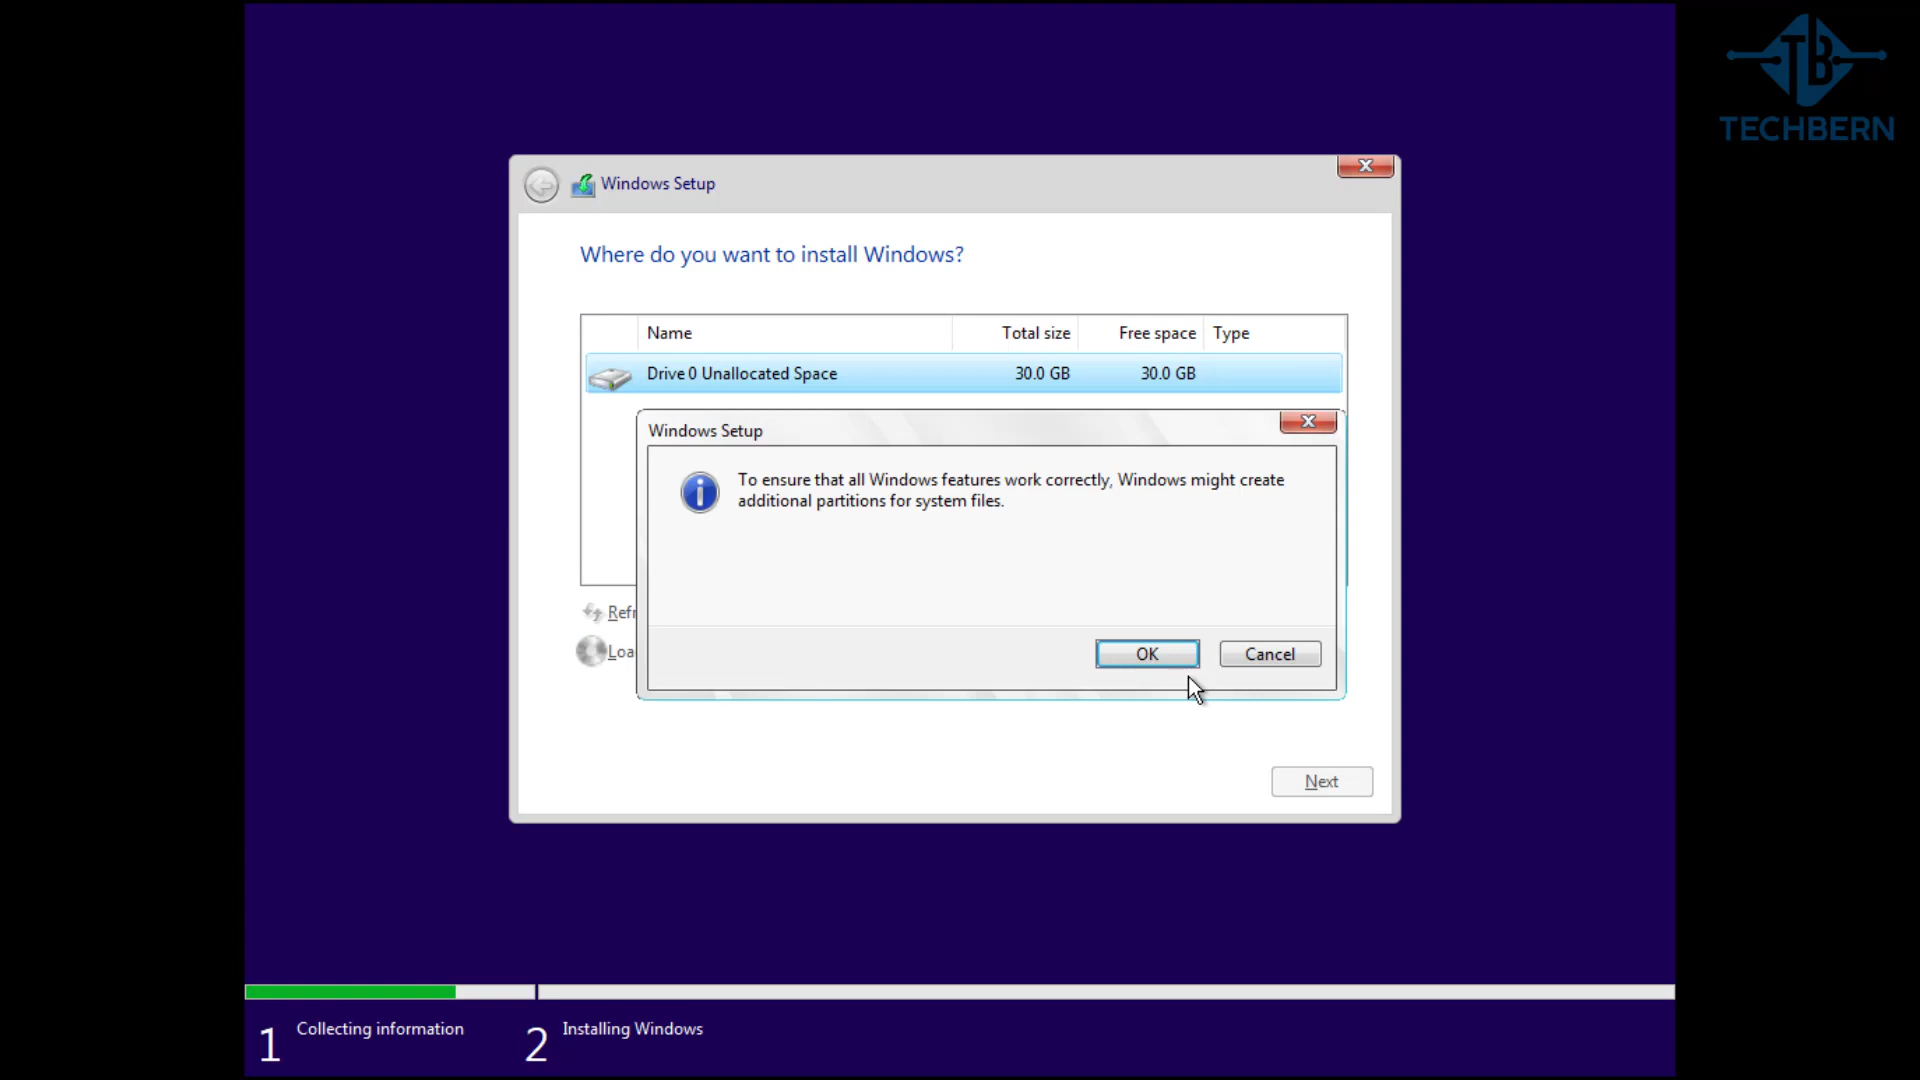 TB
TECHBERN
Windows Setup
Where do you want to install Windows?
Name Total size Free space Type
Drive 0 Unallocated Space 30.0 GB 30.0 GB
Windows Setup
To ensure that all Windows features work correctly, Windows might create
additional partitions for system files.
Refr
Loa
OK Cancel
Next
1 Collecting information 2 Installing Windows